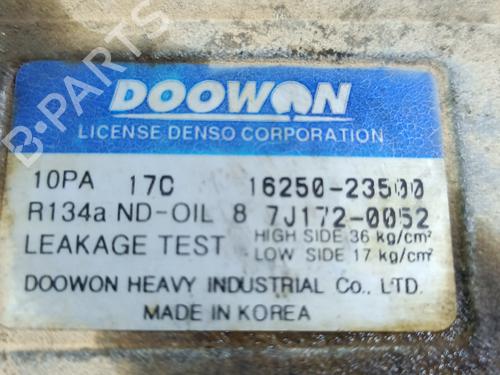 B-PARTS
DOOWON
LICENSE DENSO CORPORATION
10PA 17C 16250-23500
R134a ND-OIL 8 7J172-0052
LEAKAGE TEST HIGH SIDE 36 kg/cm²
LOW SIDE 17 kg/cm²
DOOWON HEAVY INDUSTRIAL Co., LTD.
MADE IN KOREA